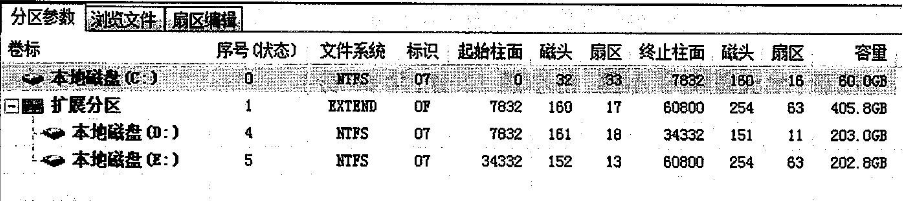 分区参数 浏览文件 扇区编辑
卷标 序号(状态) 文件系统 标识 起始柱面 磁头 扇区 终止柱面 磁头 扇区 容量
本地磁盘(C:) 0 NTFS 07 0 32 33 7832 160 16 60.0GB
扩展分区 1 EXTEND 0F 7832 160 17 60800 254 63 405.8GB
本地磁盘(D:) 4 NTFS 07 7832 161 18 34332 151 11 203.0GB
本地磁盘(E:) 5 NTFS 07 34332 152 13 60800 254 63 202.8GB